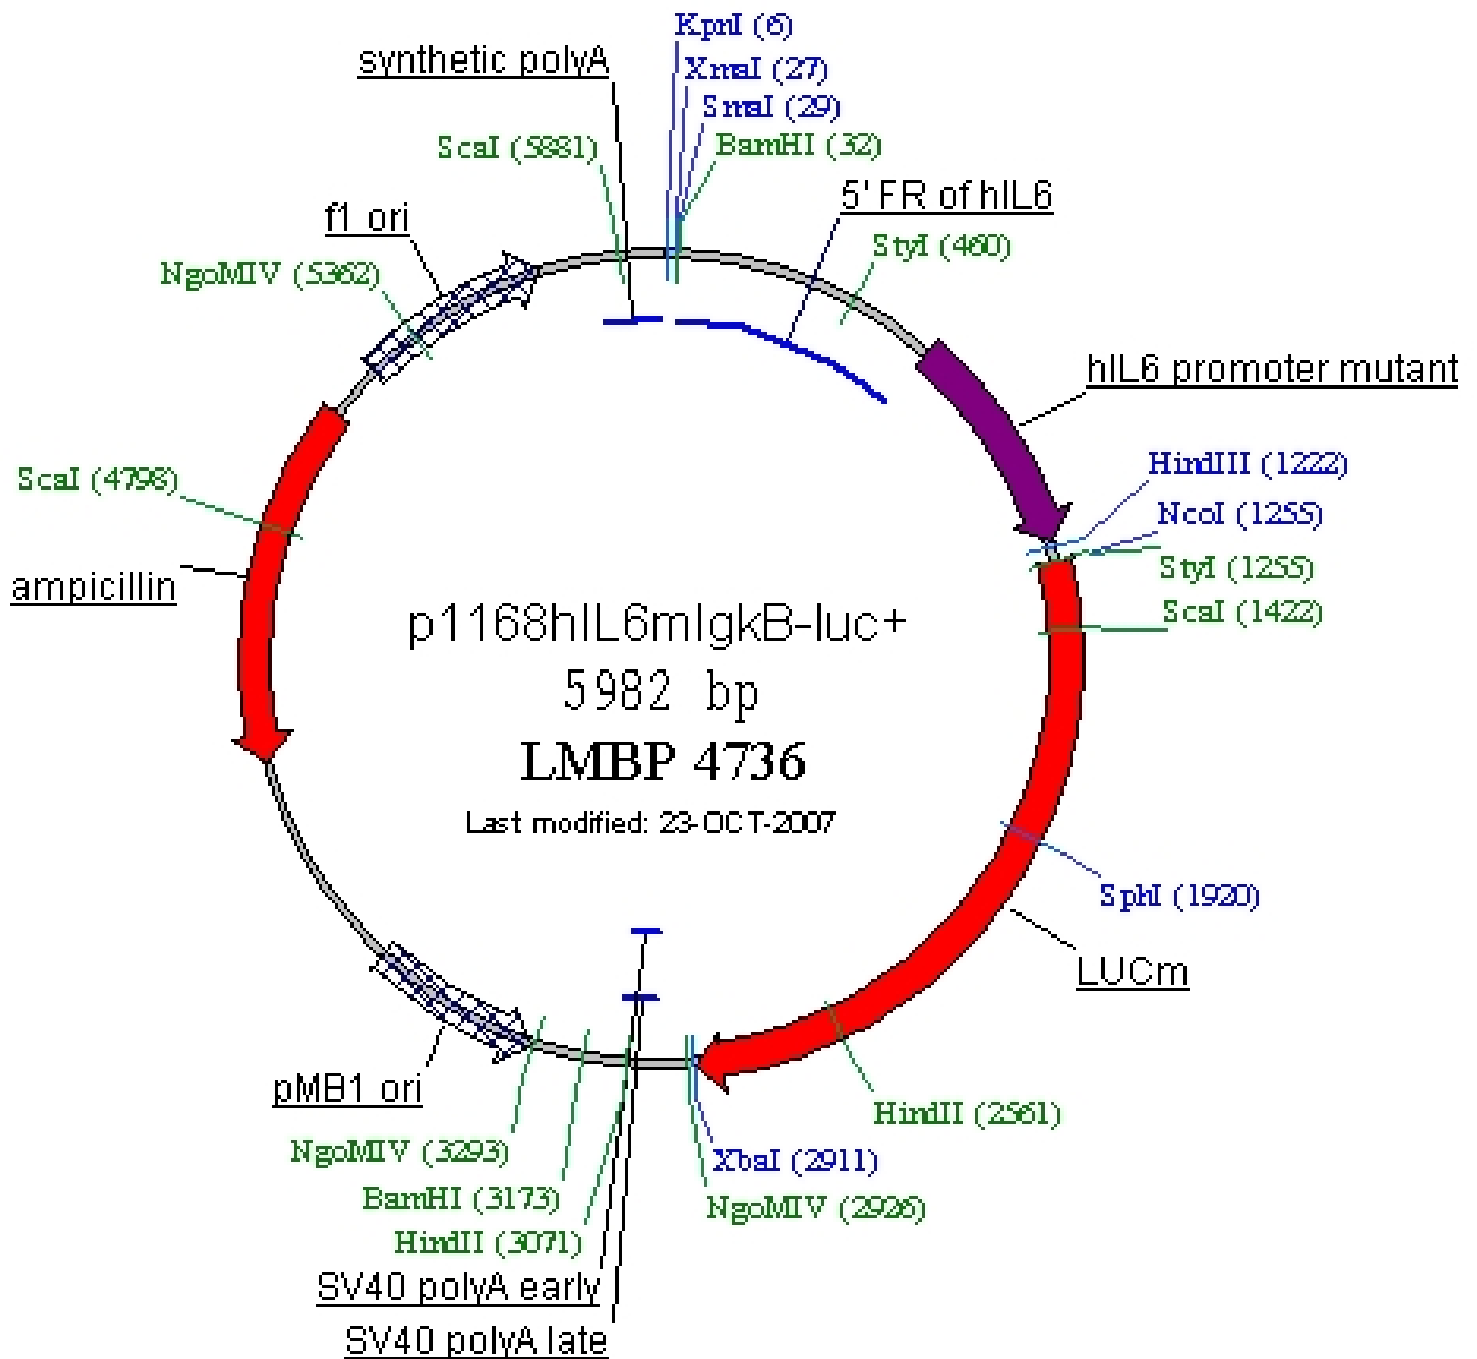 KpnI (6)
synthetic polyA
XmaI (27)
SmaI (29)
ScaI (5881)
BamHI (32)
5' FR of hIL6
f1 ori
StyI (460)
NgoMIV (5362)
hIL6 promoter mutant
HindIII (1222)
ScaI (4798)
NcoI (1255)
StyI (1255)
ampicillin
ScaI (1422)
p1168hIL6mIgkB-luc+
5982 bp
LMBP 4736
Last modified: 23-OCT-2007
SphI (1920)
LUCm
pMB1 ori
HindII (2561)
NgoMIV (3293)
XbaI (2911)
BamHI (3173)
NgoMIV (2926)
HindII (3071)
SV40 polyA early
SV40 polyA late